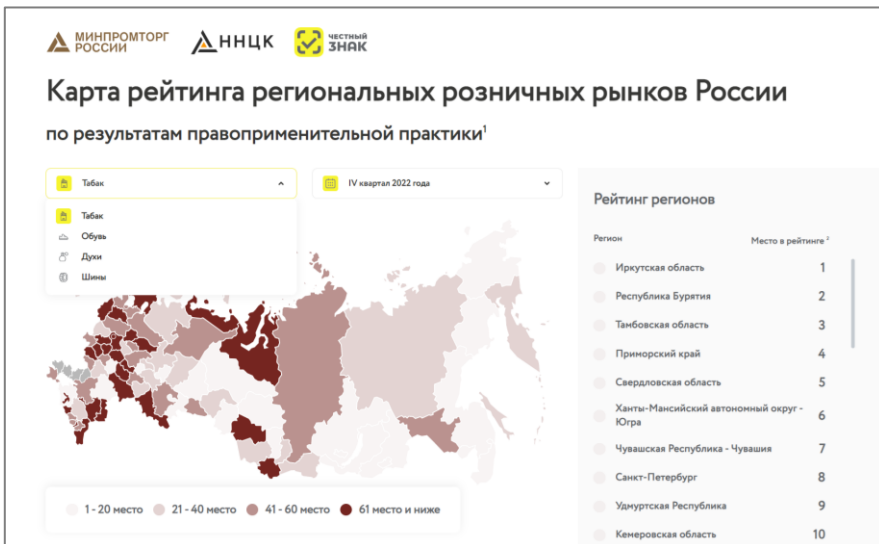 МИНПРОМТОРГ
РОССИИ
ННЦК
ЧЕСТНЫЙ
ЗНАК
Карта рейтинга региональных розничных рынков России
по результатам правоприменительной практики¹
Табак
IV квартал 2022 года
Табак
Обувь
Духи
Шины
1 - 20 место
21 - 40 место
41 - 60 место
61 место и ниже
Рейтинг регионов
Регион Место в рейтинге ²
Иркутская область 1
Республика Бурятия 2
Тамбовская область 3
Приморский край 4
Свердловская область 5
Ханты-Мансийский автономный округ -
Югра 6
Чувашская Республика - Чувашия 7
Санкт-Петербург 8
Удмуртская Республика 9
Кемеровская область 10